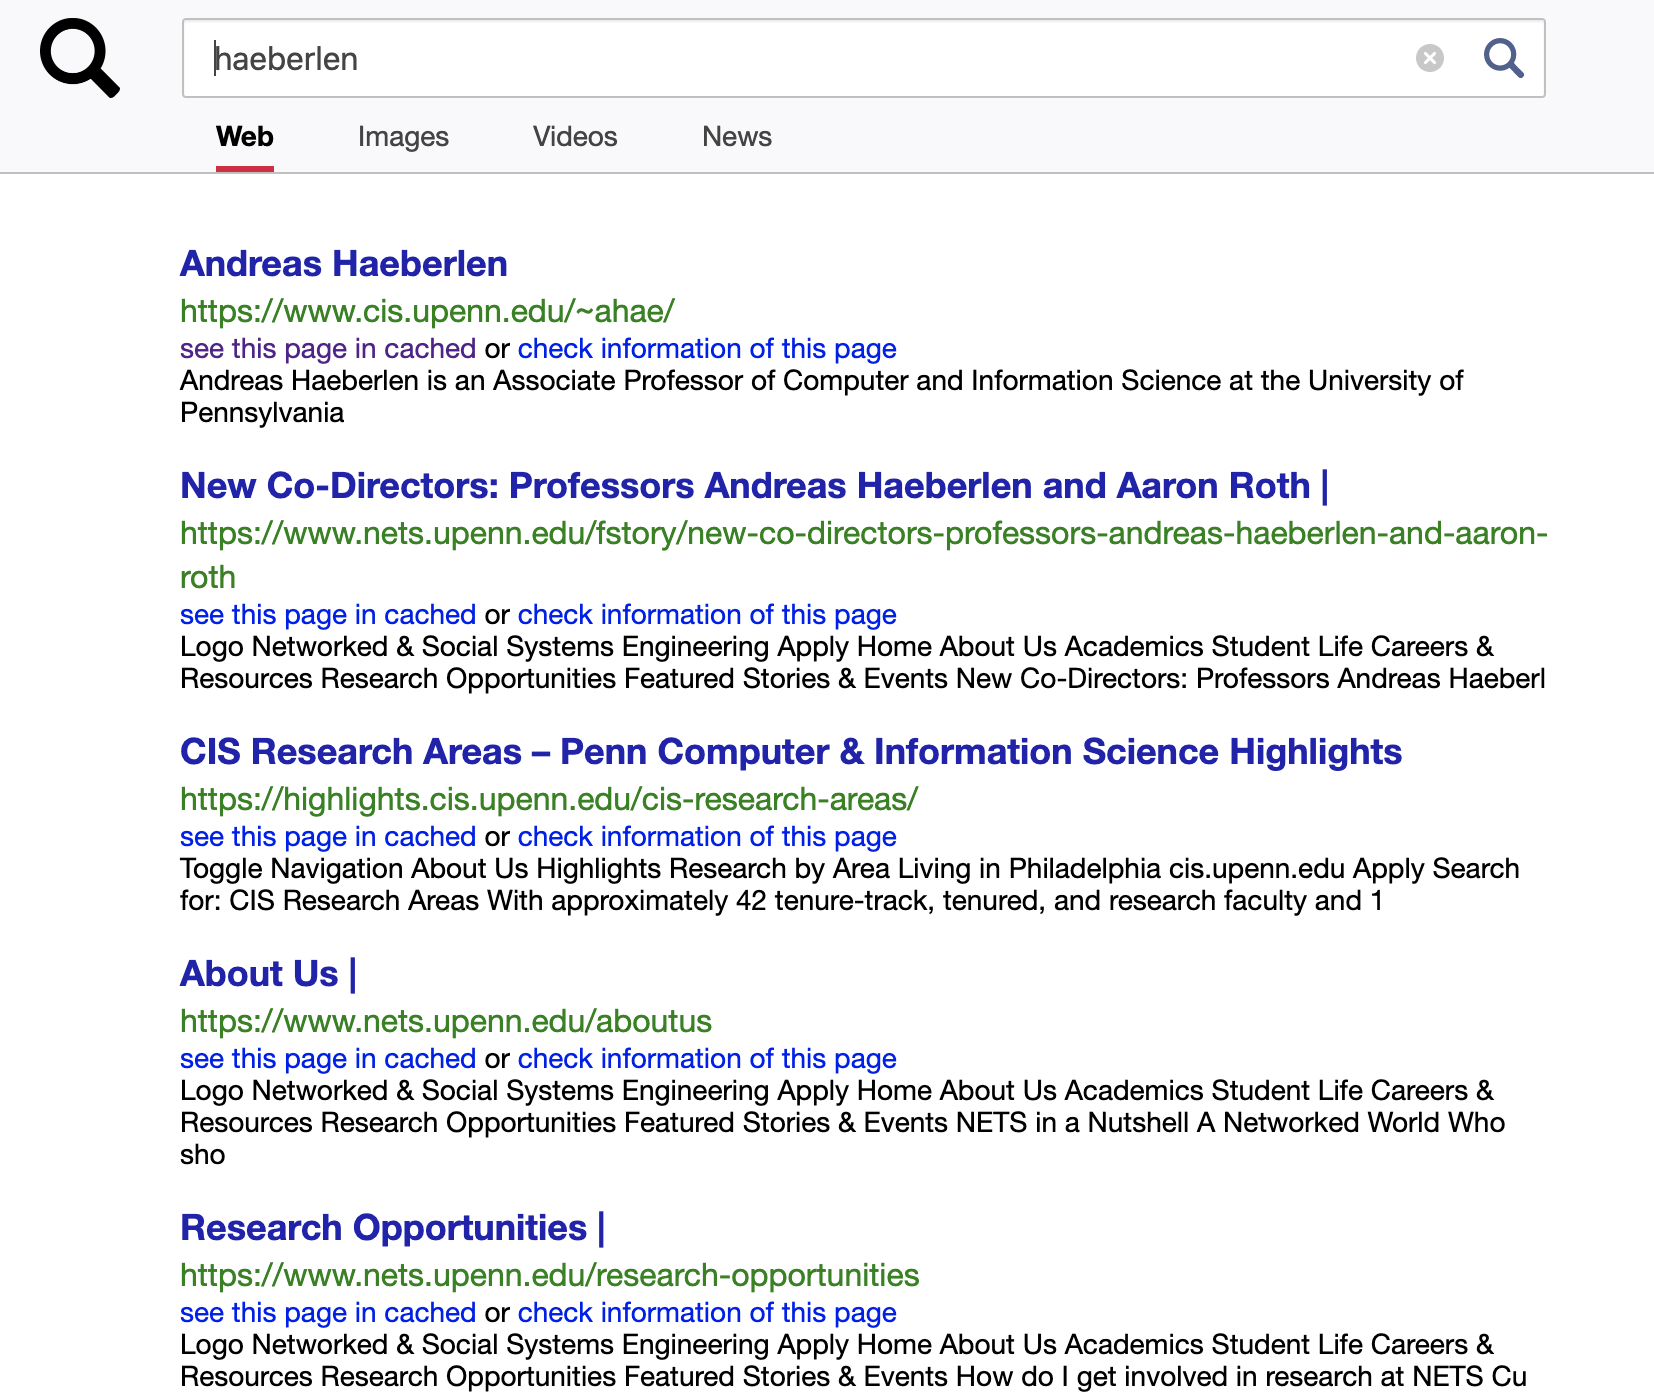 haeberlen
Web Images Videos News
Andreas Haeberlen
https://www.cis.upenn.edu/~ahae/
see this page in cached or check information of this page
Andreas Haeberlen is an Associate Professor of Computer and Information Science at the University of
Pennsylvania
New Co-Directors: Professors Andreas Haeberlen and Aaron Roth |
https://www.nets.upenn.edu/fstory/new-co-directors-professors-andreas-haeberlen-and-aaron-
roth
see this page in cached or check information of this page
Logo Networked & Social Systems Engineering Apply Home About Us Academics Student Life Careers &
Resources Research Opportunities Featured Stories & Events New Co-Directors: Professors Andreas Haeberl
CIS Research Areas – Penn Computer & Information Science Highlights
https://highlights.cis.upenn.edu/cis-research-areas/
see this page in cached or check information of this page
Toggle Navigation About Us Highlights Research by Area Living in Philadelphia cis.upenn.edu Apply Search
for: CIS Research Areas With approximately 42 tenure-track, tenured, and research faculty and 1
About Us |
https://www.nets.upenn.edu/aboutus
see this page in cached or check information of this page
Logo Networked & Social Systems Engineering Apply Home About Us Academics Student Life Careers &
Resources Research Opportunities Featured Stories & Events NETS in a Nutshell A Networked World Who
sho
Research Opportunities |
https://www.nets.upenn.edu/research-opportunities
see this page in cached or check information of this page
Logo Networked & Social Systems Engineering Apply Home About Us Academics Student Life Careers &
Resources Research Opportunities Featured Stories & Events How do I get involved in research at NETS Cu